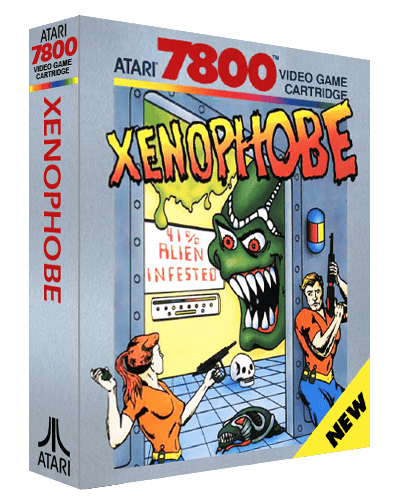 ATARI
7800
VIDEO GAME
CARTRIDGE
XENOPHOBE
ATARI
ATARI 7800™
VIDEO GAME
CARTRIDGE
XENOPHOBE
41%
ALIEN
INFESTED
NEW